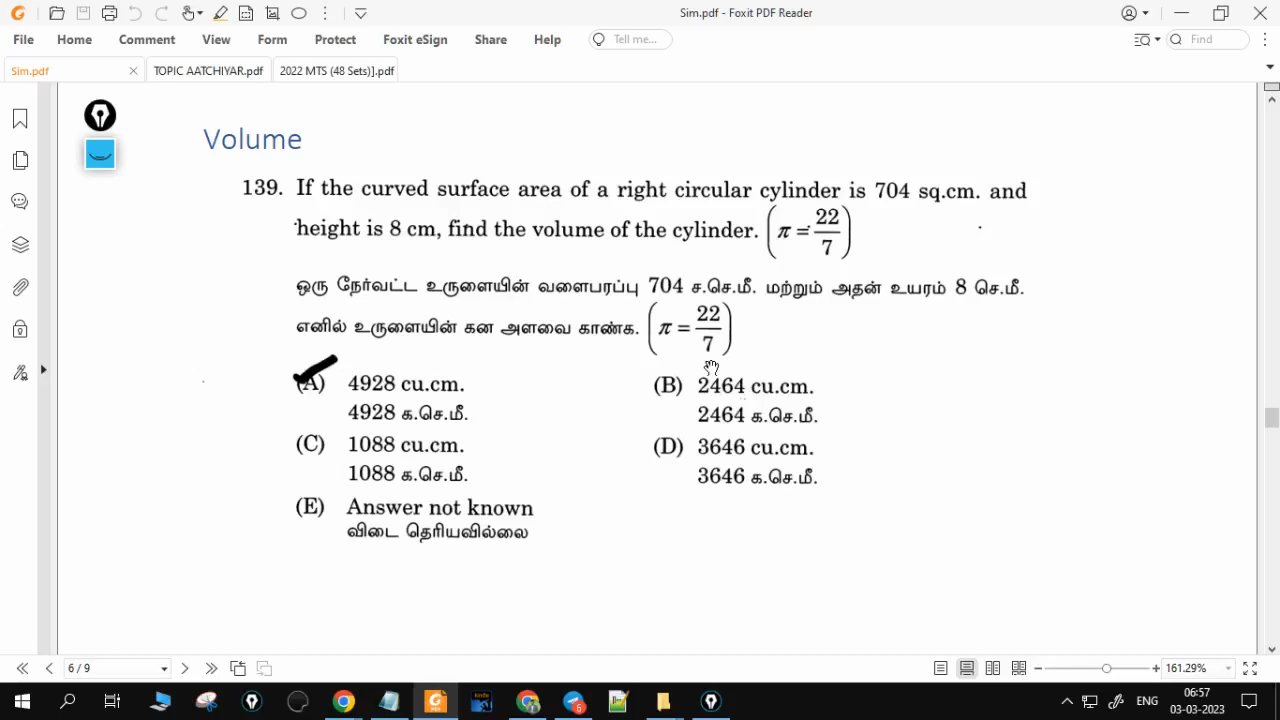 Sim.pdf - Foxit PDF Reader
File Home Comment View Form Protect Foxit eSign Share Help Tell me... Find
Sim.pdf TOPIC AATCHIYAR.pdf 2022 MTS (48 Sets)].pdf
Volume
139. If the curved surface area of a right circular cylinder is 704 sq.cm. and
height is 8 cm, find the volume of the cylinder. (π = 22/7)
ஒரு நேர்வட்ட உருளையின் வளைபரப்பு 704 ச.செ.மீ. மற்றும் அதன் உயரம் 8 செ.மீ.
எனில் உருளையின் கன அளவை காண்க. (π = 22/7)
(A) 4928 cu.cm. (B) 2464 cu.cm.
4928 க.செ.மீ. 2464 க.செ.மீ.
(C) 1088 cu.cm. (D) 3646 cu.cm.
1088 க.செ.மீ. 3646 க.செ.மீ.
(E) Answer not known
விடை தெரியவில்லை
6 / 9 161.29%
ENG 06:57
03-03-2023